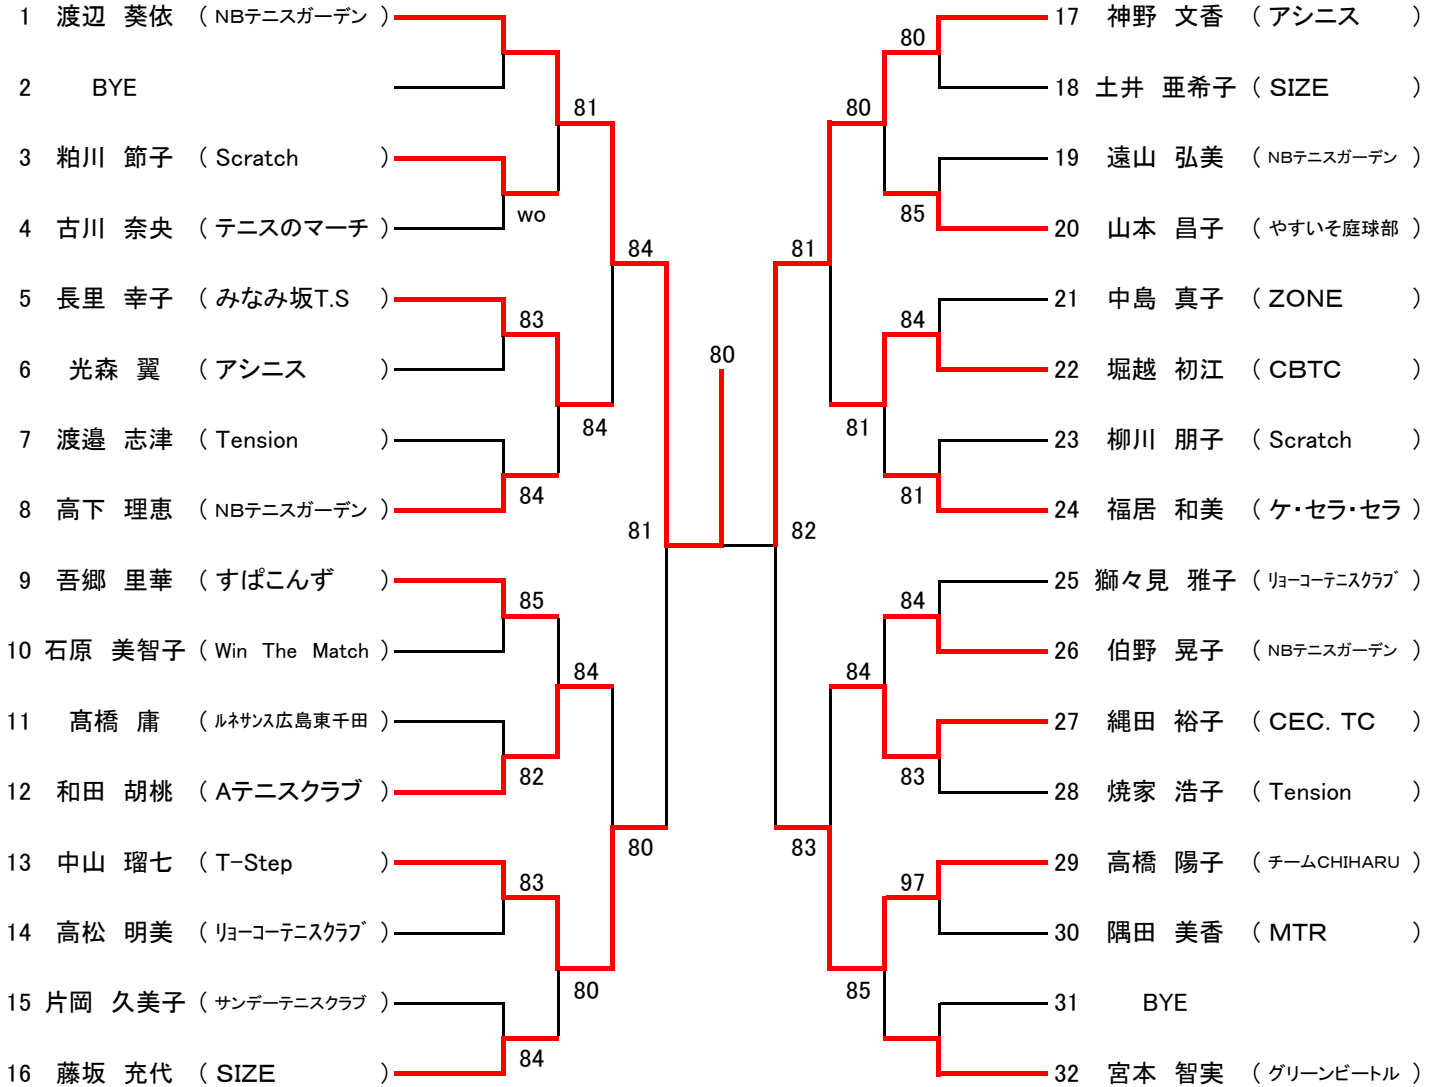 1 渡辺 葵依 ( NBテニスガーデン )
2 BYE
3 粕川 節子 ( Scratch )
4 古川 奈央 ( テニスのマーチ )
5 長里 幸子 ( みなみ坂T.S )
6 光森 翼 ( アシニス )
7 渡邉 志津 ( Tension )
8 高下 理恵 ( NBテニスガーデン )
9 吾郷 里華 ( すぱこんず )
10 石原 美智子 ( Win The Match )
11 髙橋 庸 ( ルネサンス広島東千田 )
12 和田 胡桃 ( Aテニスクラブ )
13 中山 瑠七 ( T-Step )
14 高松 明美 ( リョーコーテニスクラブ )
15 片岡 久美子 ( サンデーテニスクラブ )
16 藤坂 充代 ( SIZE )
wo
83
84
85
82
83
84
81
84
84
80
84
80
81
80
82
81
83
80
81
84
85
80
85
84
81
84
83
97
17 神野 文香 ( アシニス )
18 土井 亜希子 ( SIZE )
19 遠山 弘美 ( NBテニスガーデン )
20 山本 昌子 ( やすいそ庭球部 )
21 中島 真子 ( ZONE )
22 堀越 初江 ( CBTC )
23 柳川 朋子 ( Scratch )
24 福居 和美 ( ケ・セラ・セラ )
25 獅々見 雅子 ( リョーコーテニスクラブ )
26 伯野 晃子 ( NBテニスガーデン )
27 縄田 裕子 ( CEC. TC )
28 焼家 浩子 ( Tension )
29 高橋 陽子 ( チームCHIHARU )
30 隅田 美香 ( MTR )
31 BYE
32 宮本 智実 ( グリーンビートル )